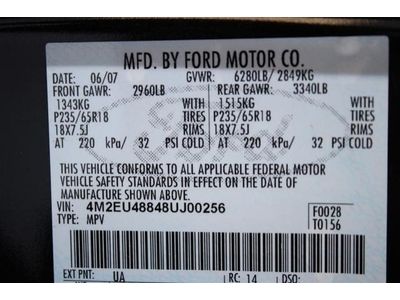 MFD. BY FORD MOTOR CO.
DATE 06/07 GVWR: 6280LB/ 2849KG
FRONT GAWR: 2960LB REAR GAWR: 3340LB
1343KG WITH 1515KG WITH
P235/65R18 TIRES P235/65R18 TIRES
18X7.5J RIMS 18X7.5J RIMS
AT 220 kPa/ 32 PSI COLD AT 220 kPa/ 32 PSI COLD
THIS VEHICLE CONFORMS TO ALL APPLICABLE FEDERAL MOTOR
VEHICLE SAFETY STANDARDS IN EFFECT ON THE DATE OF
MANUFACTURE SHOWN ABOVE.
VIN: 4M2EU48848UJ00256 F0028
TYPE: MPV T0156
EXT PNT: UA RC: 14 DSO: